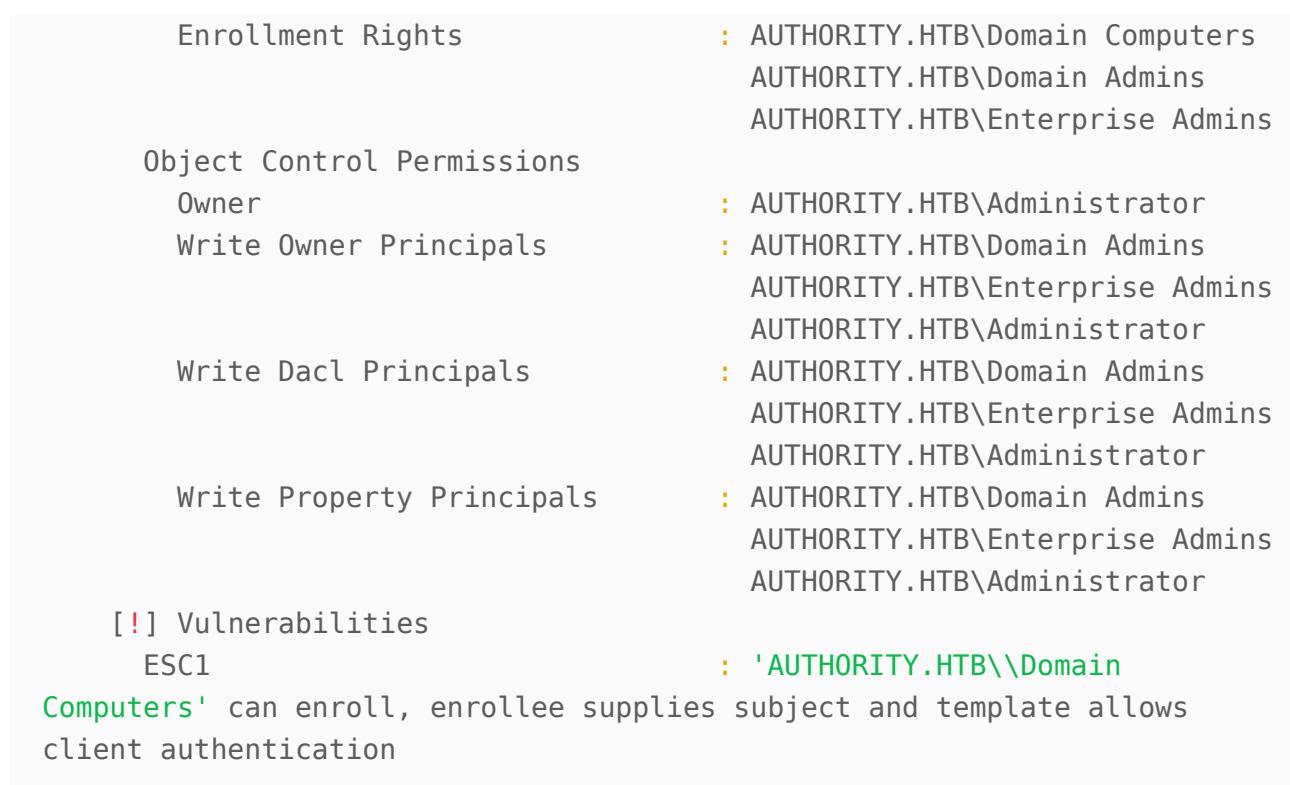 Enrollment Rights : AUTHORITY.HTB\Domain Computers
AUTHORITY.HTB\Domain Admins
AUTHORITY.HTB\Enterprise Admins
Object Control Permissions
Owner : AUTHORITY.HTB\Administrator
Write Owner Principals : AUTHORITY.HTB\Domain Admins
AUTHORITY.HTB\Enterprise Admins
AUTHORITY.HTB\Administrator
Write Dacl Principals : AUTHORITY.HTB\Domain Admins
AUTHORITY.HTB\Enterprise Admins
AUTHORITY.HTB\Administrator
Write Property Principals : AUTHORITY.HTB\Domain Admins
AUTHORITY.HTB\Enterprise Admins
AUTHORITY.HTB\Administrator
[!] Vulnerabilities
ESC1 : 'AUTHORITY.HTB\\Domain
Computers' can enroll, enrollee supplies subject and template allows
client authentication